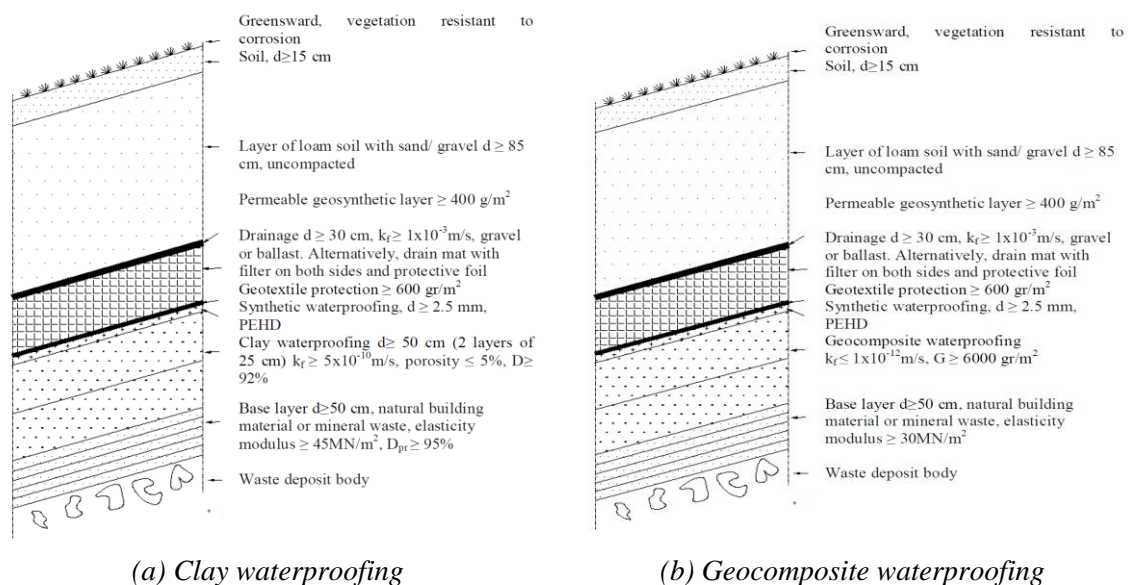 Greensward, vegetation resistant to
corrosion
Soil, d≥15 cm
Layer of loam soil with sand/ gravel d ≥ 85
cm, uncompacted
Permeable geosynthetic layer ≥ 400 g/m²
Drainage d ≥ 30 cm, kf ≥ 1x10⁻³m/s, gravel
or ballast. Alternatively, drain mat with
filter on both sides and protective foil
Geotextile protection ≥ 600 gr/m²
Synthetic waterproofing, d ≥ 2.5 mm,
PEHD
Clay waterproofing d≥ 50 cm (2 layers of
25 cm) kf ≥ 5x10⁻¹⁰m/s, porosity ≤ 5%, D≥
92%
Base layer d≥50 cm, natural building
material or mineral waste, elasticity
modulus ≥ 45MN/m², Dpr ≥ 95%
Waste deposit body
(a) Clay waterproofing
Greensward, vegetation resistant to
corrosion
Soil, d≥15 cm
Layer of loam soil with sand/ gravel d ≥ 85
cm, uncompacted
Permeable geosynthetic layer ≥ 400 g/m²
Drainage d ≥ 30 cm, kf ≥ 1x10⁻³m/s, gravel
or ballast. Alternatively, drain mat with
filter on both sides and protective foil
Geotextile protection ≥ 600 gr/m²
Synthetic waterproofing, d ≥ 2.5 mm,
PEHD
Geocomposite waterproofing
kf ≤ 1x10⁻¹²m/s, G ≥ 6000 gr/m²
Base layer d≥50 cm, natural building
material or mineral waste, elasticity
modulus ≥ 30MN/m²
Waste deposit body
(b) Geocomposite waterproofing